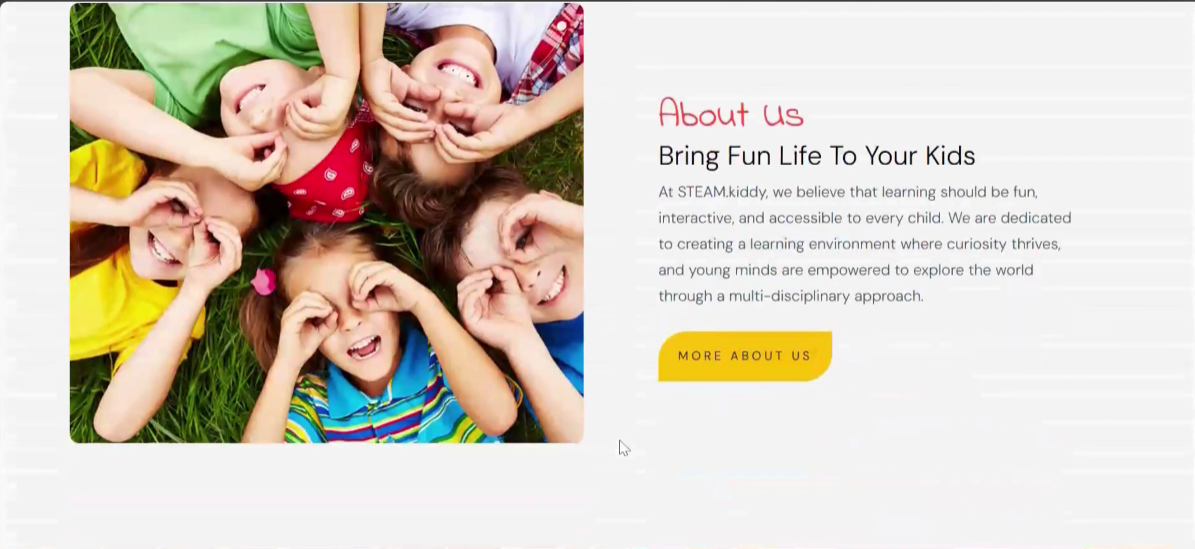 About Us
Bring Fun Life To Your Kids
At STEAM.kiddy, we believe that learning should be fun,
interactive, and accessible to every child. We are dedicated
to creating a learning environment where curiosity thrives,
and young minds are empowered to explore the world
through a multi-disciplinary approach.
MORE ABOUT US